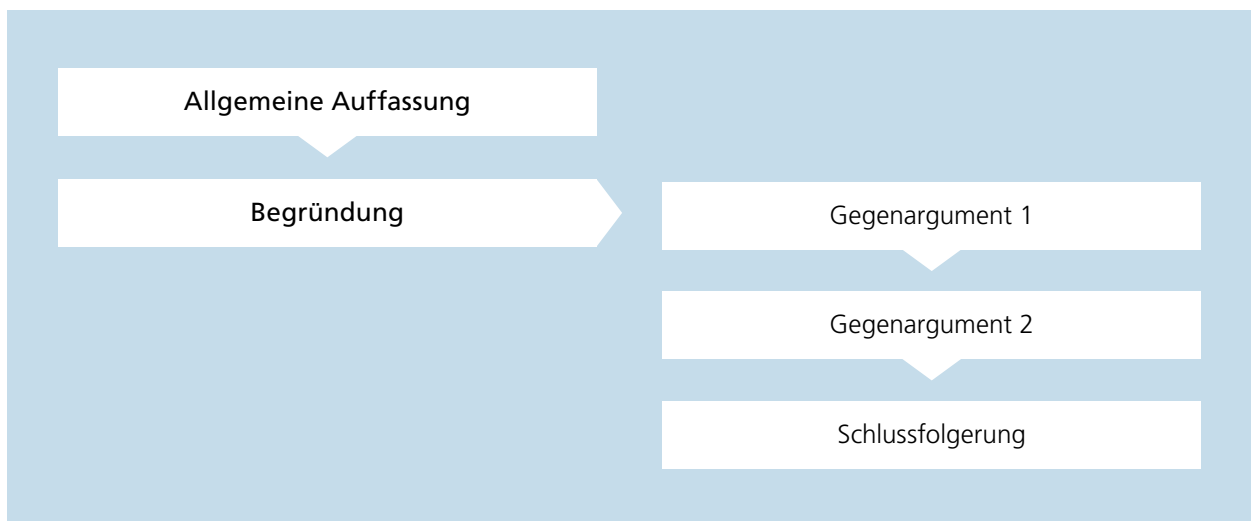 Allgemeine Auffassung
Begründung
Gegenargument 1
Gegenargument 2
Schlussfolgerung